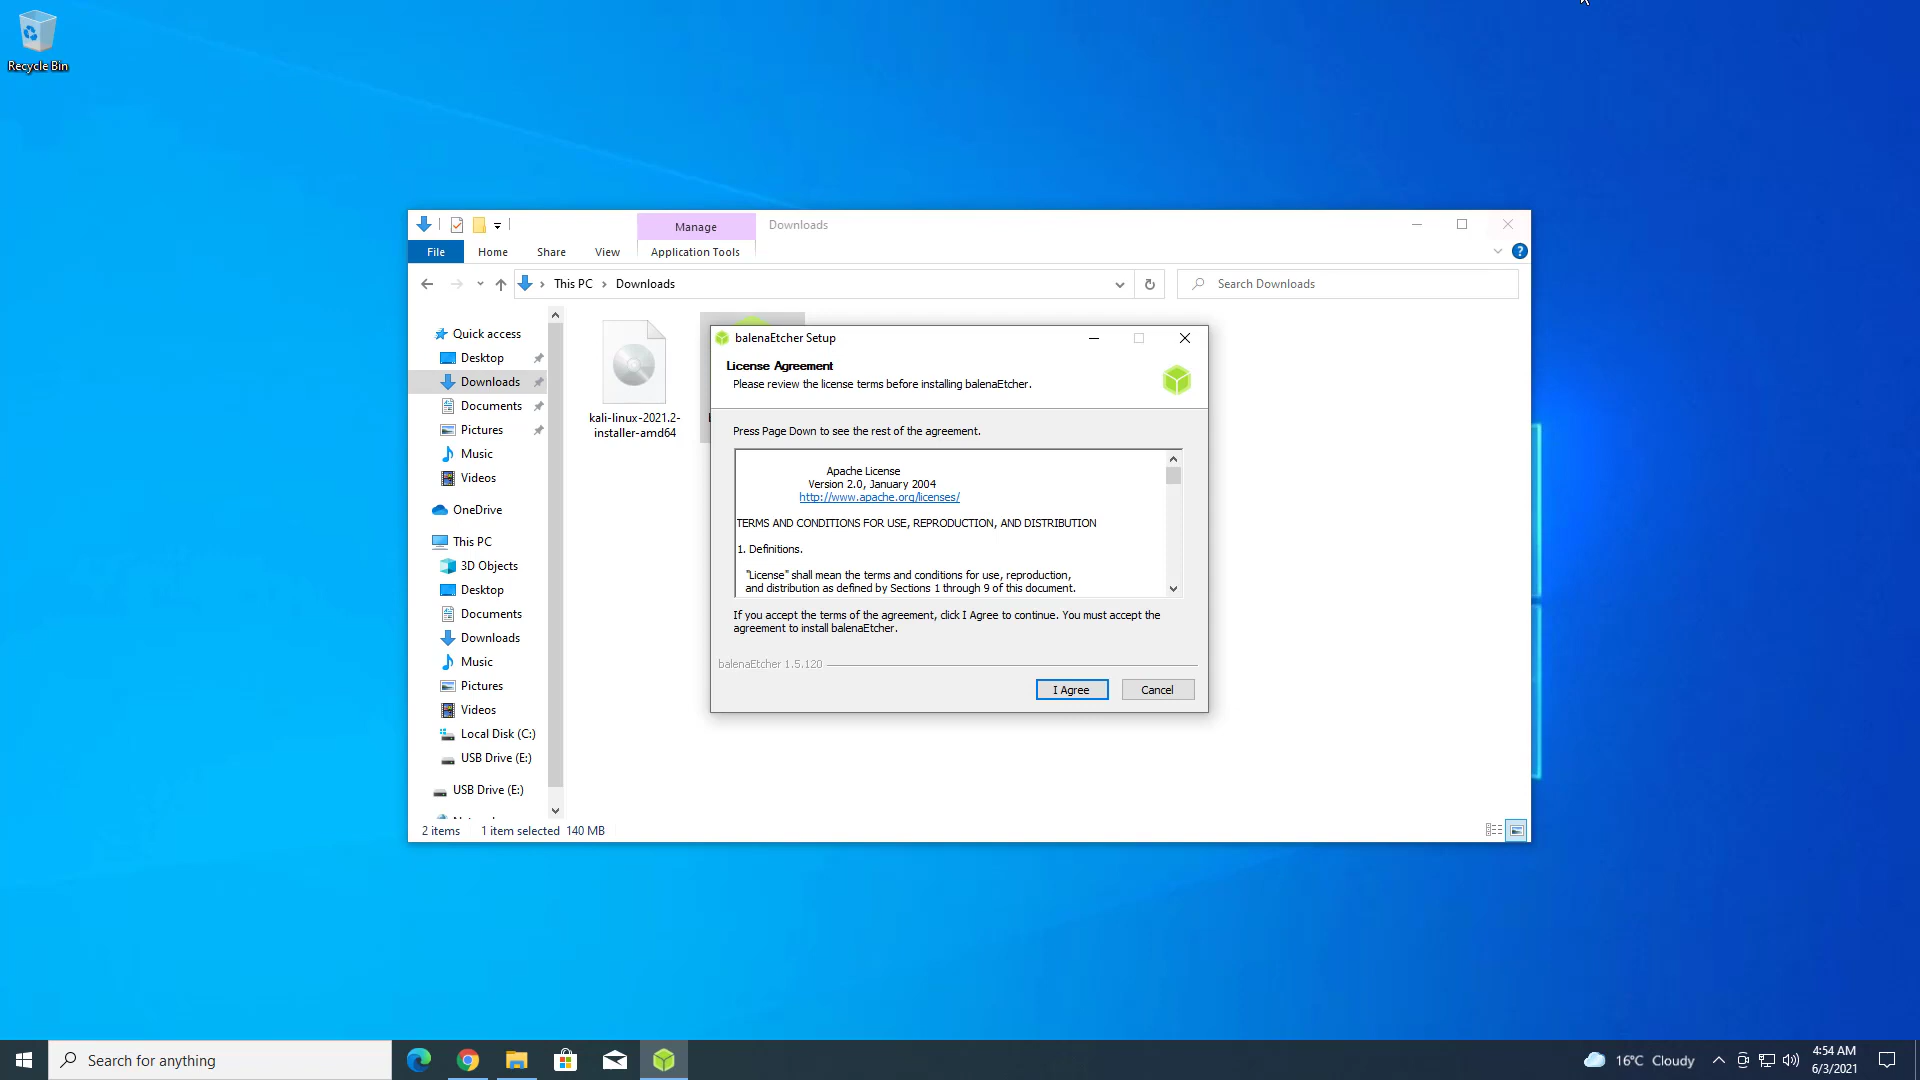 Recycle Bin
Manage
Downloads
File
Home
Share
View
Application Tools
This PC
Downloads
Search Downloads
Quick access
Desktop
Downloads
Documents
Pictures
Music
Videos
OneDrive
This PC
3D Objects
Desktop
Documents
Downloads
Music
Pictures
Videos
Local Disk (C:)
USB Drive (E:)
USB Drive (E:)
kali-linux-2021.2-
installer-amd64
balenaEtcher Setup
License Agreement
Please review the license terms before installing balenaEtcher.
Press Page Down to see the rest of the agreement.
Apache License
Version 2.0, January 2004
http://www.apache.org/licenses/
TERMS AND CONDITIONS FOR USE, REPRODUCTION, AND DISTRIBUTION
1. Definitions.
"License" shall mean the terms and conditions for use, reproduction,
and distribution as defined by Sections 1 through 9 of this document.
If you accept the terms of the agreement, click I Agree to continue. You must accept the
agreement to install balenaEtcher.
balenaEtcher 1.5.120
I Agree
Cancel
2 items
1 item selected
140 MB
Search for anything
16°C Cloudy
4:54 AM
6/3/2021